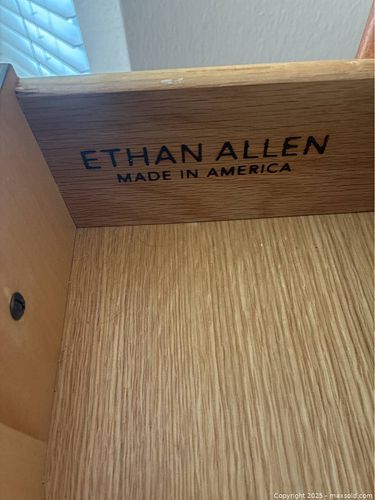 ETHAN ALLEN
MADE IN AMERICA
Copyright 2025 - maxsold.com